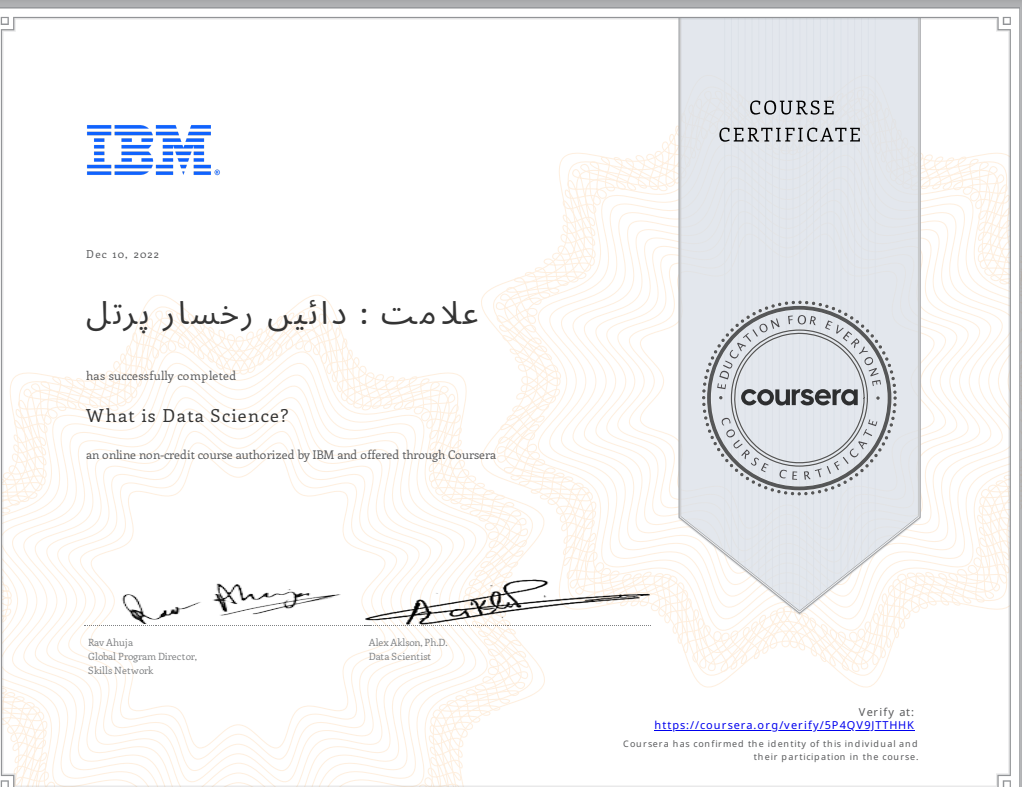 COURSE
CERTIFICATE
IBM®
Dec 10, 2022
علامت : دائیں رخسار پرتل
has successfully completed
What is Data Science?
an online non-credit course authorized by IBM and offered through Coursera
• EDUCATION FOR EVERYONE •
coursera
COURSE CERTIFICATE
Rav Ahuja
Global Program Director,
Skills Network
Alex Aklson, Ph.D.
Data Scientist
Verify at:
https://coursera.org/verify/5P4QV9JTTHHK
Coursera has confirmed the identity of this individual and
their participation in the course.